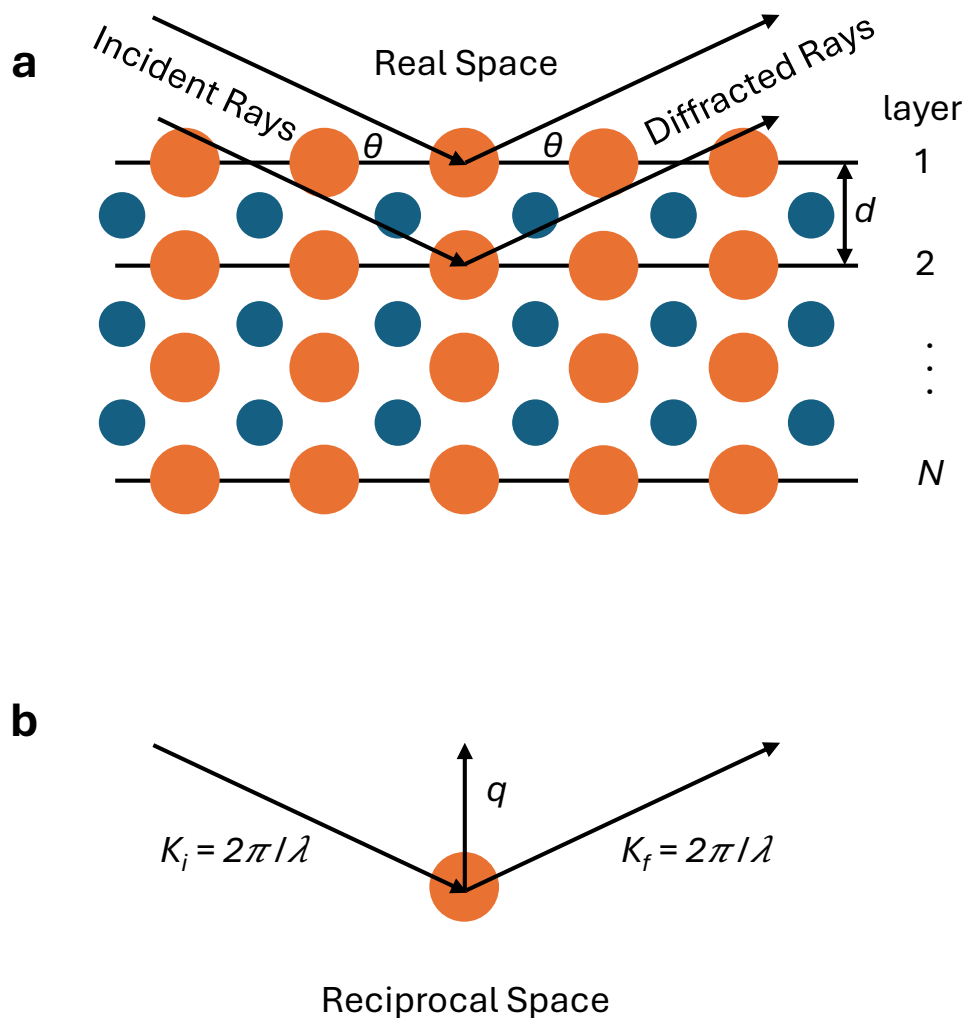 a
Real Space
Incident Rays
Diffracted Rays
layer
θ
θ
1
d
2
.
.
.
N
b
q
K_i = 2π/λ
K_f = 2π/λ
Reciprocal Space